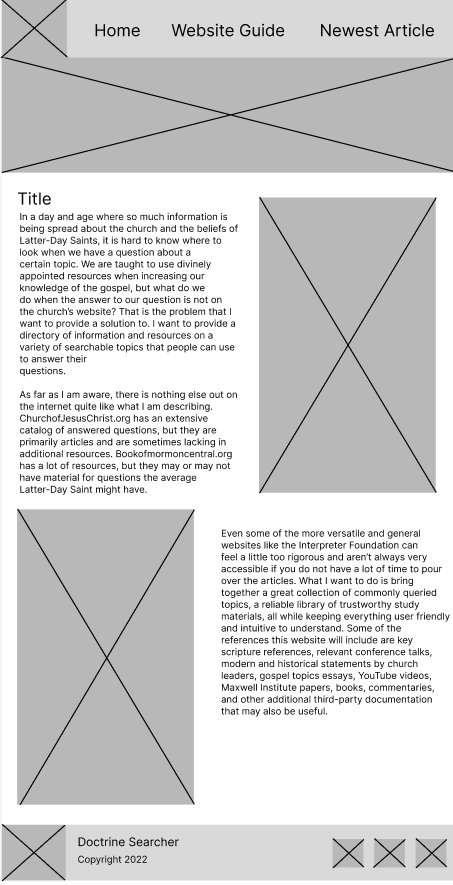 Home Website Guide Newest Article
Title
In a day and age where so much information is
being spread about the church and the beliefs of
Latter-Day Saints, it is hard to know where to
look when we have a question about a
certain topic. We are taught to use divinely
appointed resources when increasing our
knowledge of the gospel, but what do we
do when the answer to our question is not on
the church's website? That is the problem that I
want to provide a solution to. I want to provide a
directory of information and resources on a
variety of searchable topics that people can use
to answer their
questions.
As far as I am aware, there is nothing else out on
the internet quite like what I am describing.
ChurchofJesusChrist.org has an extensive
catalog of answered questions, but they are
primarily articles and are sometimes lacking in
additional resources. Bookofmormoncentral.org
has a lot of resources, but they may or may not
have material for questions the average
Latter-Day Saint might have.
Even some of the more versatile and general
websites like the Interpreter Foundation can
feel a little too rigorous and aren't always very
accessible if you do not have a lot of time to pour
over the articles. What I want to do is bring
together a great collection of commonly queried
topics, a reliable library of trustworthy study
materials, all while keeping everything user friendly
and intuitive to understand. Some of the
references this website will include are key
scripture references, relevant conference talks,
modern and historical statements by church
leaders, gospel topics essays, YouTube videos,
Maxwell Institute papers, books, commentaries,
and other additional third-party documentation
that may also be useful.
Doctrine Searcher
Copyright 2022